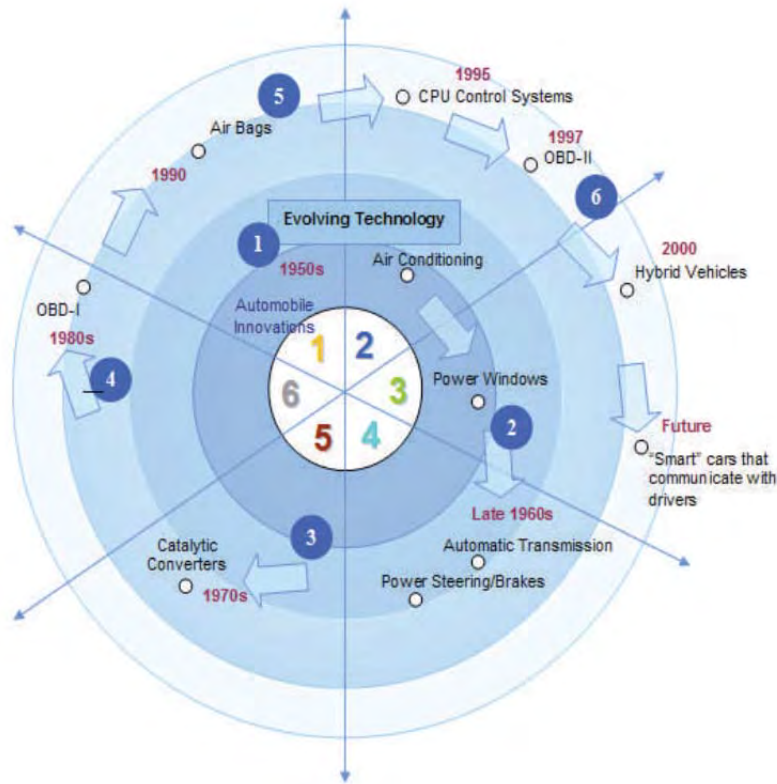 5
1995
CPU Control Systems
Air Bags
1997
OBD-II
1990
6
Evolving Technology
1
1950s
Air Conditioning
2000
Hybrid Vehicles
OBD-I
Automobile
Innovations
1980s
1
2
4
6
3
Power Windows
5
4
2
Future
"Smart" cars that
communicate with
drivers
Late 1960s
3
Catalytic
Converters
Automatic Transmission
1970s
Power Steering/Brakes